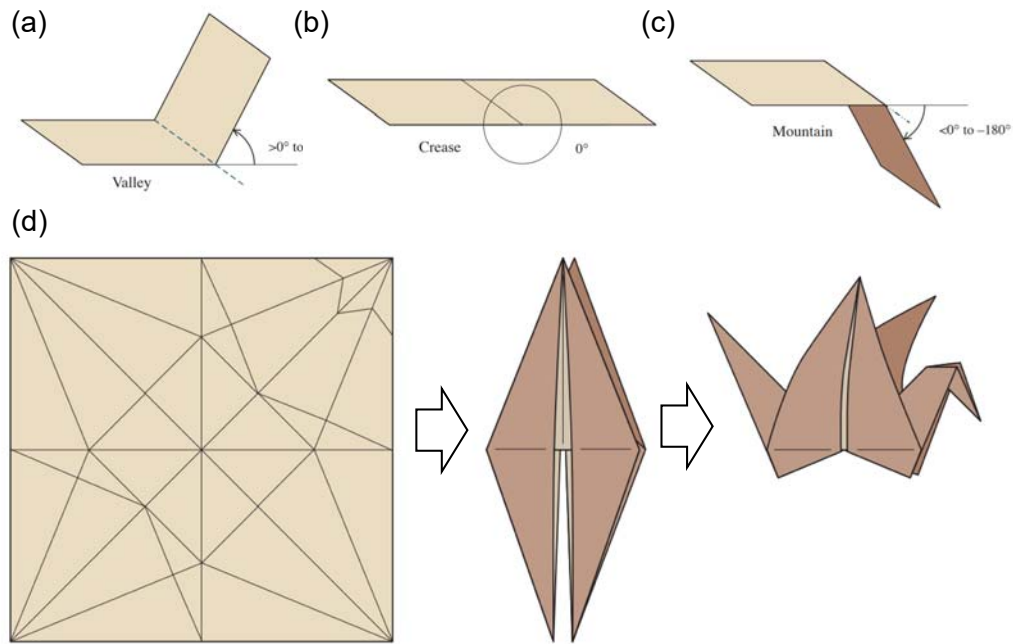 (a)
(b)
(c)
>0° to
Valley
Crease
0°
Mountain
<0° to –180°
(d)